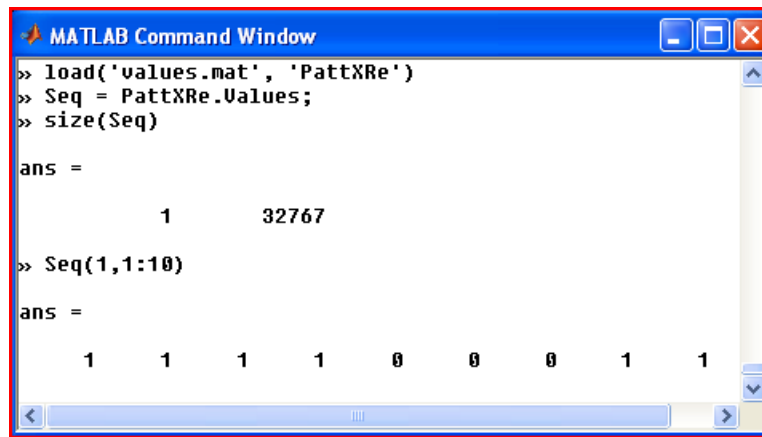 MATLAB Command Window
» load('values.mat', 'PattXRe')
» Seq = PattXRe.Values;
» size(Seq)
ans =
1 32767
» Seq(1,1:10)
ans =
1 1 1 1 0 0 0 1 1